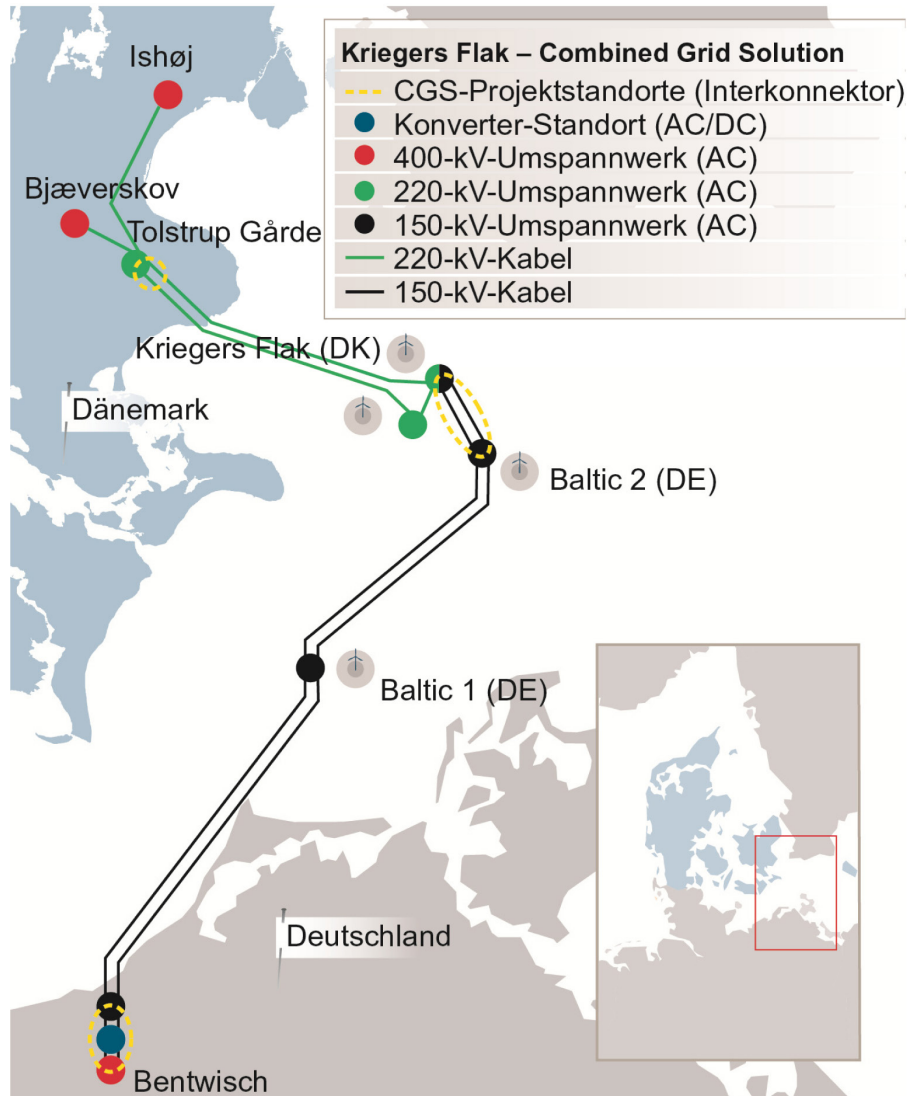 Kriegers Flak – Combined Grid Solution
CGS-Projektstandorte (Interkonnektor)
Konverter-Standort (AC/DC)
400-kV-Umspannwerk (AC)
220-kV-Umspannwerk (AC)
150-kV-Umspannwerk (AC)
220-kV-Kabel
150-kV-Kabel
Ishøj
Bjæverskov
Tolstrup Gårde
Kriegers Flak (DK)
Dänemark
Baltic 2 (DE)
Baltic 1 (DE)
Deutschland
Bentwisch